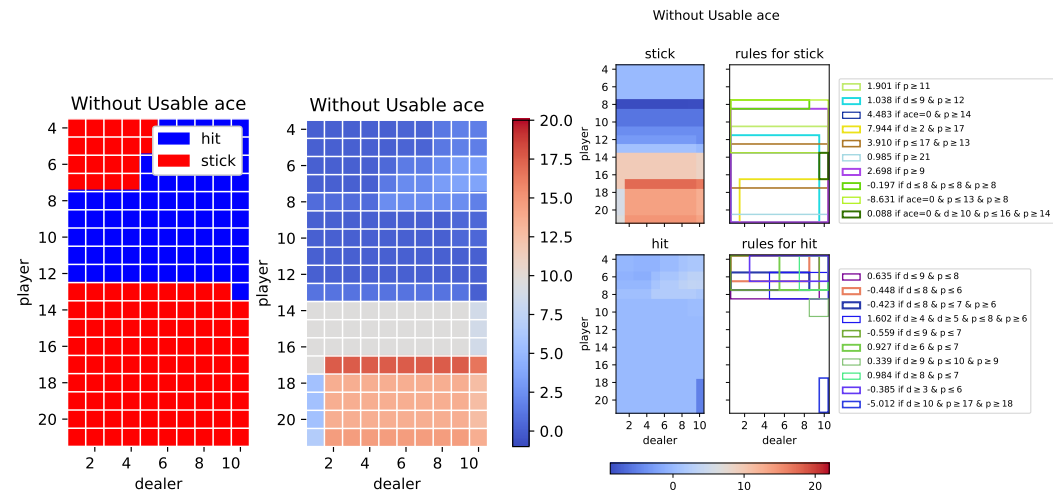 Without Usable ace
Without Usable ace
4
6
8
10
12
14
16
18
20
player
2
4
6
8
10
dealer
hit
stick
Without Usable ace
4
6
8
10
12
14
16
18
20
player
2
4
6
8
10
dealer
20.0
17.5
15.0
12.5
10.0
7.5
5.0
2.5
0.0
stick
4
6
8
10
12
14
16
18
20
player
2
4
6
8
10
rules for stick
2
4
6
8
10
1.901 if p ≥ 11
1.038 if d ≤ 9 & p ≥ 12
4.483 if ace=0 & p ≥ 14
7.944 if d ≥ 2 & p ≥ 17
3.910 if p ≤ 17 & p ≥ 13
0.985 if p ≥ 21
2.698 if p ≥ 9
-0.197 if d ≤ 8 & p ≤ 8 & p ≥ 8
-8.631 if ace=0 & p ≤ 13 & p ≥ 8
0.088 if ace=0 & d ≥ 10 & p ≤ 16 & p ≥ 14
hit
4
6
8
10
12
14
16
18
20
player
2
4
6
8
10
dealer
rules for hit
2
4
6
8
10
dealer
0.635 if d ≤ 9 & p ≤ 8
-0.448 if d ≤ 8 & p ≤ 6
-0.423 if d ≤ 8 & p ≤ 7 & p ≥ 6
1.602 if d ≥ 4 & d ≥ 5 & p ≤ 8 & p ≥ 6
-0.559 if d ≤ 9 & p ≤ 7
0.927 if d ≥ 6 & p ≤ 7
0.339 if d ≥ 9 & p ≤ 10 & p ≥ 9
0.984 if d ≥ 8 & p ≤ 7
-0.385 if d ≥ 3 & p ≤ 6
-5.012 if d ≥ 10 & p ≥ 17 & p ≥ 18
0
10
20